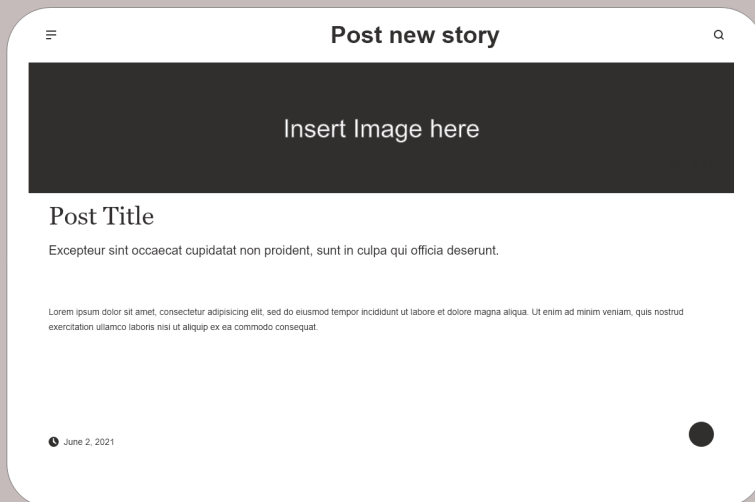 Post new story
Insert Image here
Post Title
Excepteur sint occaecat cupidatat non proident, sunt in culpa qui officia deserunt.
Lorem ipsum dolor sit amet, consectetur adipisicing elit, sed do eiusmod tempor incididunt ut labore et dolore magna aliqua. Ut enim ad minim veniam, quis nostrud
exercitation ullamco laboris nisi ut aliquip ex ea commodo consequat.
June 2, 2021